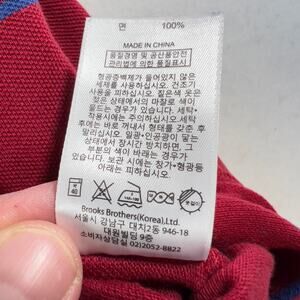 면 100%
MADE IN CHINA
품질경영 및 공산품안전
관리법에 의한 품질표시
형광증백제가 들어있지 않은
세제를 사용하십시오. 건조기
사용을 피하십시오. 짙은색 옷은
젖은 상태에서의 마찰로 색이
물드는 경우가 있습니다. 세탁•
착용시에는 주의하십시오. 세탁
후에는 바로 꺼내서 형태를 갖춘 후
말리십시오. 일광•인공광이 닿는
상태에서 장시간 방치하면, 그
부분의 색이 바래는 경우가
있습니다. 보관 시에는 창가•형광등
아래는 피하십시오.
40
Brooks Brothers(Korea).Ltd.
서울시 강남구 대치2동 946-18
대원빌딩 9층
소비자상담실 02)2052-8822